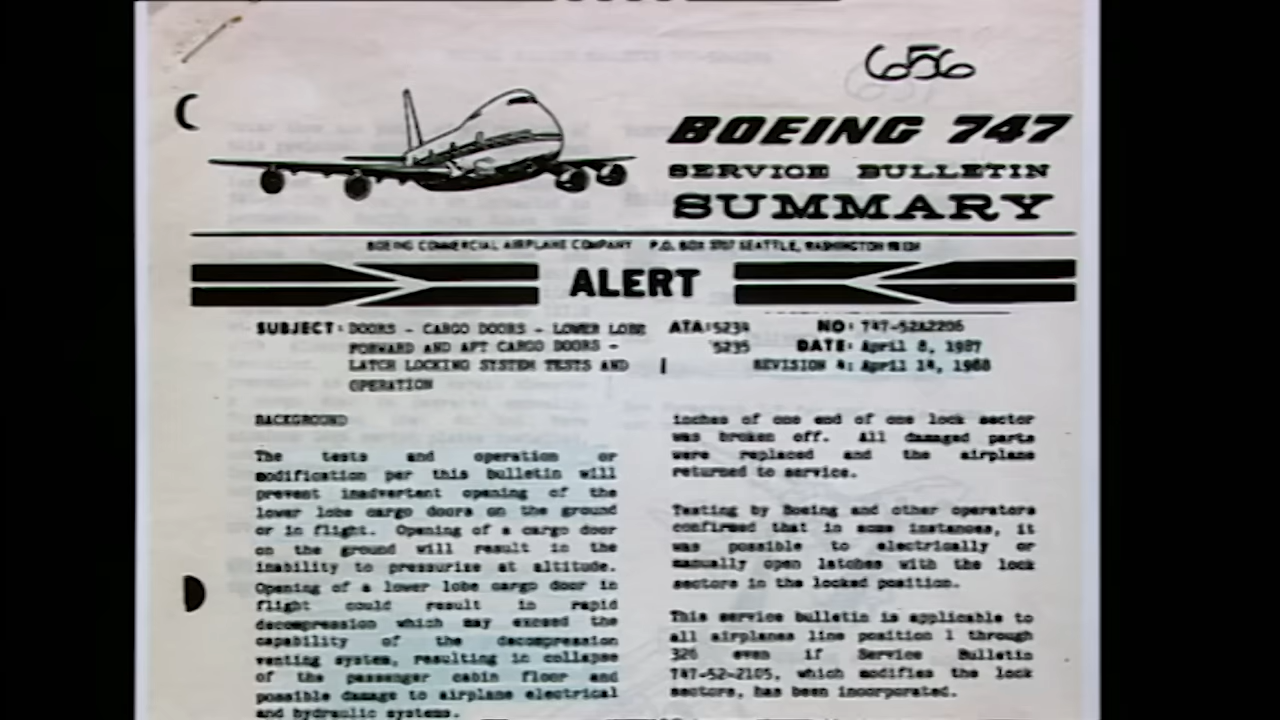 656
BOEING 747
SERVICE BULLETIN
SUMMARY
BOEING COMMERCIAL AIRPLANE COMPANY P.O. BOX 3707 SEATTLE, WASHINGTON
ALERT
SUBJECT: DOORS - CARGO DOORS - LOWER LOBE
FORWARD AND AFT CARGO DOORS -
LATCH LOCKING SYSTEM TESTS AND
OPERATION
ATA: 5234
5235
NO: 747-52A2206
DATE: April 8, 1987
REVISION 4: April 14, 1988
BACKGROUND
The tests and operation or
modification per this bulletin will
prevent inadvertent opening of the
lower lobe cargo doors on the ground
or in flight. Opening of a cargo door
on the ground will result in the
inability to pressurize at altitude.
Opening of a lower lobe cargo door in
flight could result in rapid
decompression which may exceed the
capability of the decompression
venting system, resulting in collapse
of the passenger cabin floor and
possible damage to airplane electrical
and hydraulic systems.
inches of one end of one lock sector
was broken off. All damaged parts
were replaced and the airplane
returned to service.
Testing by Boeing and other operators
confirmed that in some instances, it
was possible to electrically or
manually open latches with the lock
sectors in the locked position.
This service bulletin is applicable to
all airplanes line position 1 through
326 even if Service Bulletin
747-52-2105, which modifies the lock
sectors, has been incorporated.